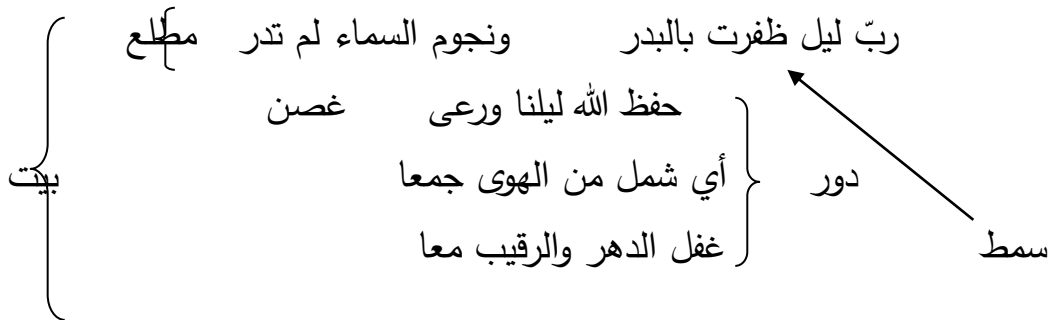 ربّ ليل ظفرت بالبدر ونجوم السماء لم تدر مطلع
حفظ الله ليلنا ورعى غصن
دور أي شمل من الهوى جمعا بيت
سمط غفل الدهر والرقيب معا